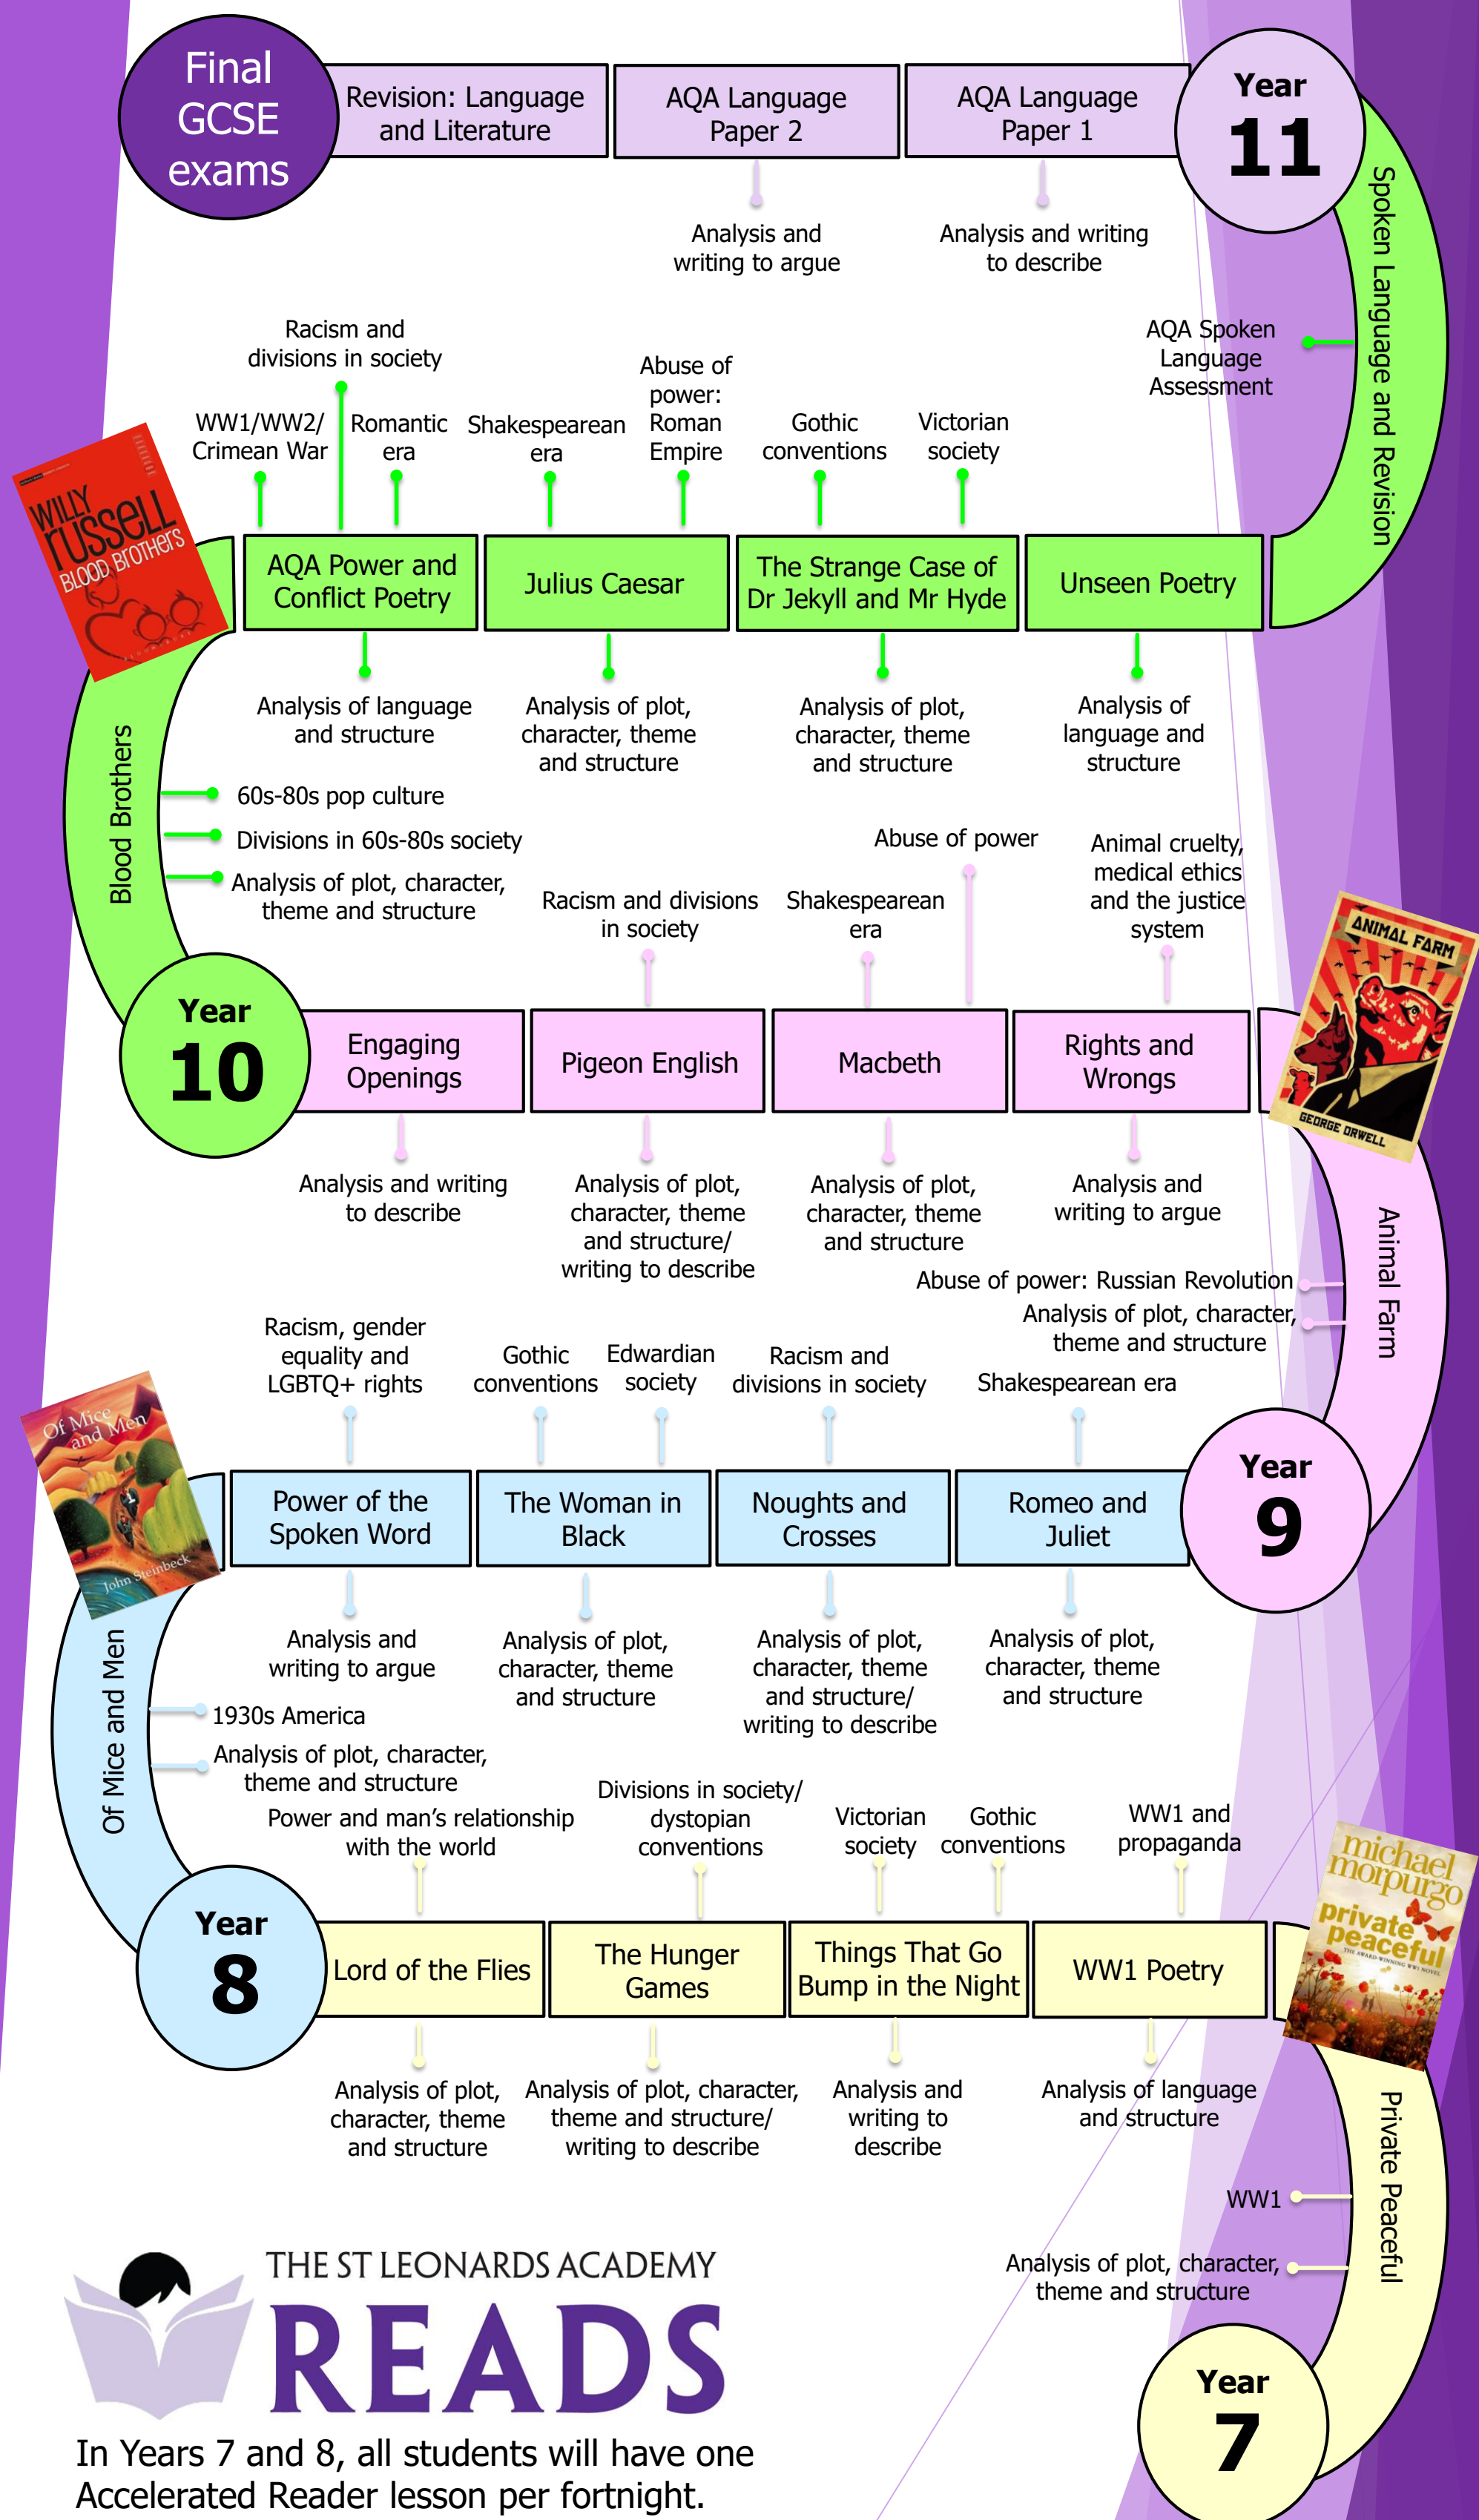 Final
GCSE
exams
Revision: Language
and Literature
AQA Language
Paper 2
AQA Language
Paper 1
Year
11
Analysis and
writing to argue
Analysis and writing
to describe
Spoken Language and Revision
AQA Spoken
Language
Assessment
Racism and
divisions in society
WW1/WW2/
Crimean War
Romantic
era
Shakespearean
era
Abuse of
power:
Roman
Empire
Gothic
conventions
Victorian
society
WILLY
russell
BLOOD BROTHERS
AQA Power and
Conflict Poetry
Julius Caesar
The Strange Case of
Dr Jekyll and Mr Hyde
Unseen Poetry
Analysis of language
and structure
Analysis of plot,
character, theme
and structure
Analysis of plot,
character, theme
and structure
Analysis of
language and
structure
Blood Brothers
60s-80s pop culture
Divisions in 60s-80s society
Analysis of plot, character,
theme and structure
Racism and divisions
in society
Shakespearean
era
Abuse of power
Animal cruelty,
medical ethics
and the justice
system
ANIMAL FARM
GEORGE ORWELL
Year
10
Engaging
Openings
Pigeon English
Macbeth
Rights and
Wrongs
Analysis and writing
to describe
Analysis of plot,
character, theme
and structure/
writing to describe
Analysis of plot,
character, theme
and structure
Analysis and
writing to argue
Animal Farm
Abuse of power: Russian Revolution
Analysis of plot, character,
theme and structure
Racism, gender
equality and
LGBTQ+ rights
Gothic
conventions
Edwardian
society
Racism and
divisions in society
Shakespearean era
Of Mice
and Men
John Steinbeck
Power of the
Spoken Word
The Woman in
Black
Noughts and
Crosses
Romeo and
Juliet
Year
9
Analysis and
writing to argue
Analysis of plot,
character, theme
and structure
Analysis of plot,
character, theme
and structure/
writing to describe
Analysis of plot,
character, theme
and structure
Of Mice and Men
1930s America
Analysis of plot, character,
theme and structure
Power and man's relationship
with the world
Divisions in society/
dystopian
conventions
Victorian
society
Gothic
conventions
WW1 and
propaganda
michael
morpurgo
private
peaceful
THE AWARD-WINNING WW1 NOVEL
Year
8
Lord of the Flies
The Hunger
Games
Things That Go
Bump in the Night
WW1 Poetry
Analysis of plot,
character, theme
and structure
Analysis of plot, character,
theme and structure/
writing to describe
Analysis and
writing to
describe
Analysis of language
and structure
Private Peaceful
WW1
Analysis of plot, character,
theme and structure
Year
7
THE ST LEONARDS ACADEMY
READS
In Years 7 and 8, all students will have one
Accelerated Reader lesson per fortnight.